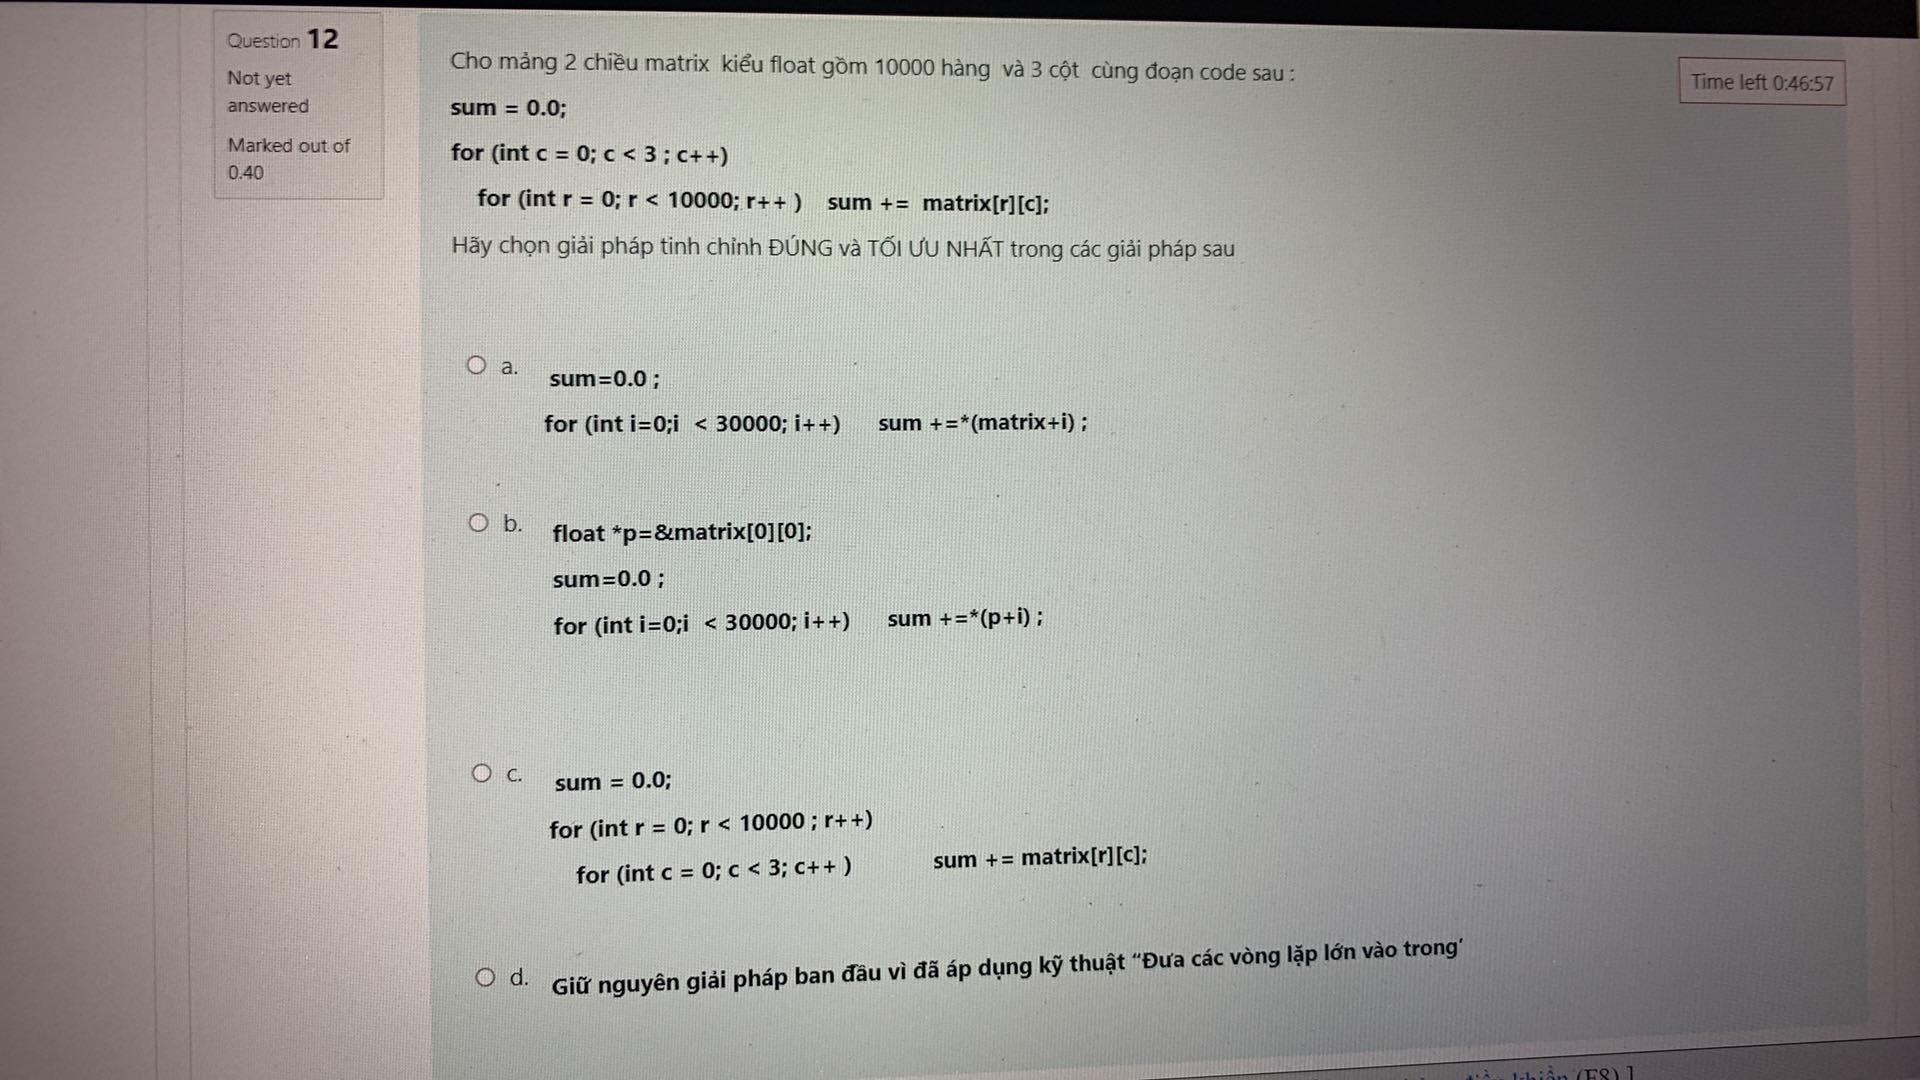 Question 12
Not yet
answered
Marked out of
0.40
Time left 0:46:57
Cho mảng 2 chiều matrix kiểu float gồm 10000 hàng và 3 cột cùng đoạn code sau :
sum = 0.0;
for (int c = 0; c < 3 ; c++)
for (int r = 0; r < 10000; r++ ) sum += matrix[r][c];
Hãy chọn giải pháp tinh chỉnh ĐÚNG và TỐI ƯU NHẤT trong các giải pháp sau
a.
sum=0.0 ;
for (int i=0;i < 30000; i++) sum +=*(matrix+i) ;
b.
float *p=&matrix[0][0];
sum=0.0 ;
for (int i=0;i < 30000; i++) sum +=*(p+i) ;
c.
sum = 0.0;
for (int r = 0; r < 10000 ; r++)
for (int c = 0; c < 3; c++ ) sum += matrix[r][c];
d.
Giữ nguyên giải pháp ban đầu vì đã áp dụng kỹ thuật “Đưa các vòng lặp lớn vào trong’
(F8) ]